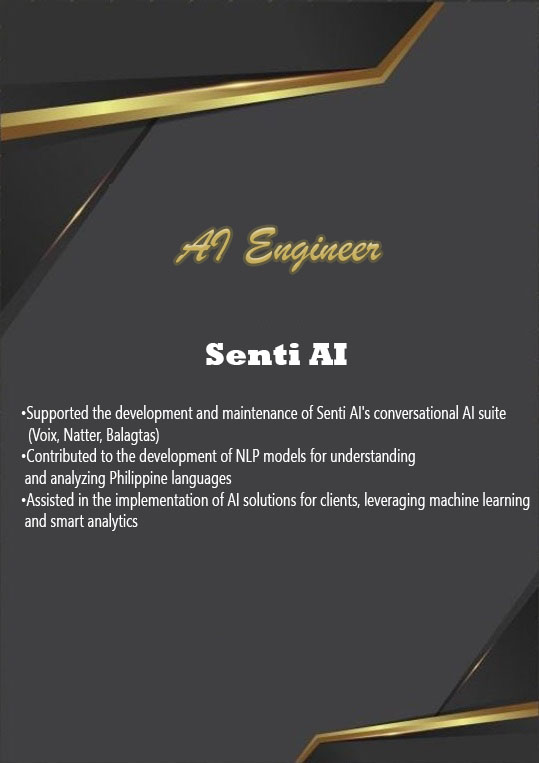 AI Engineer
Senti AI
•Supported the development and maintenance of Senti AI's conversational AI suite
(Voix, Natter, Balagtas)
•Contributed to the development of NLP models for understanding
and analyzing Philippine languages
•Assisted in the implementation of AI solutions for clients, leveraging machine learning
and smart analytics